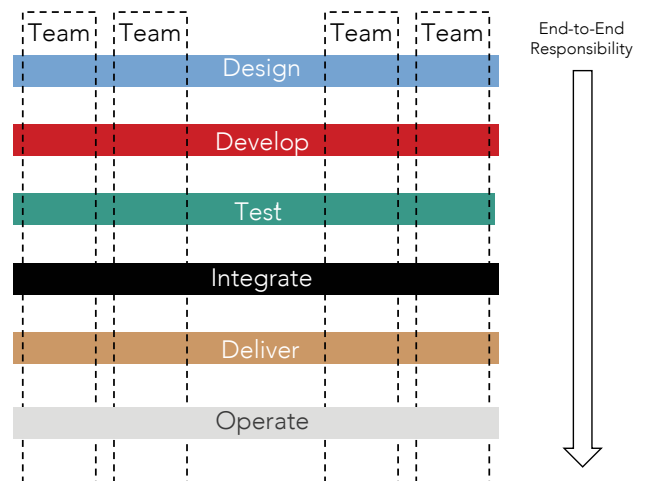 Team Team Team Team
End-to-End
Responsibility
Design
Develop
Test
Integrate
Deliver
Operate